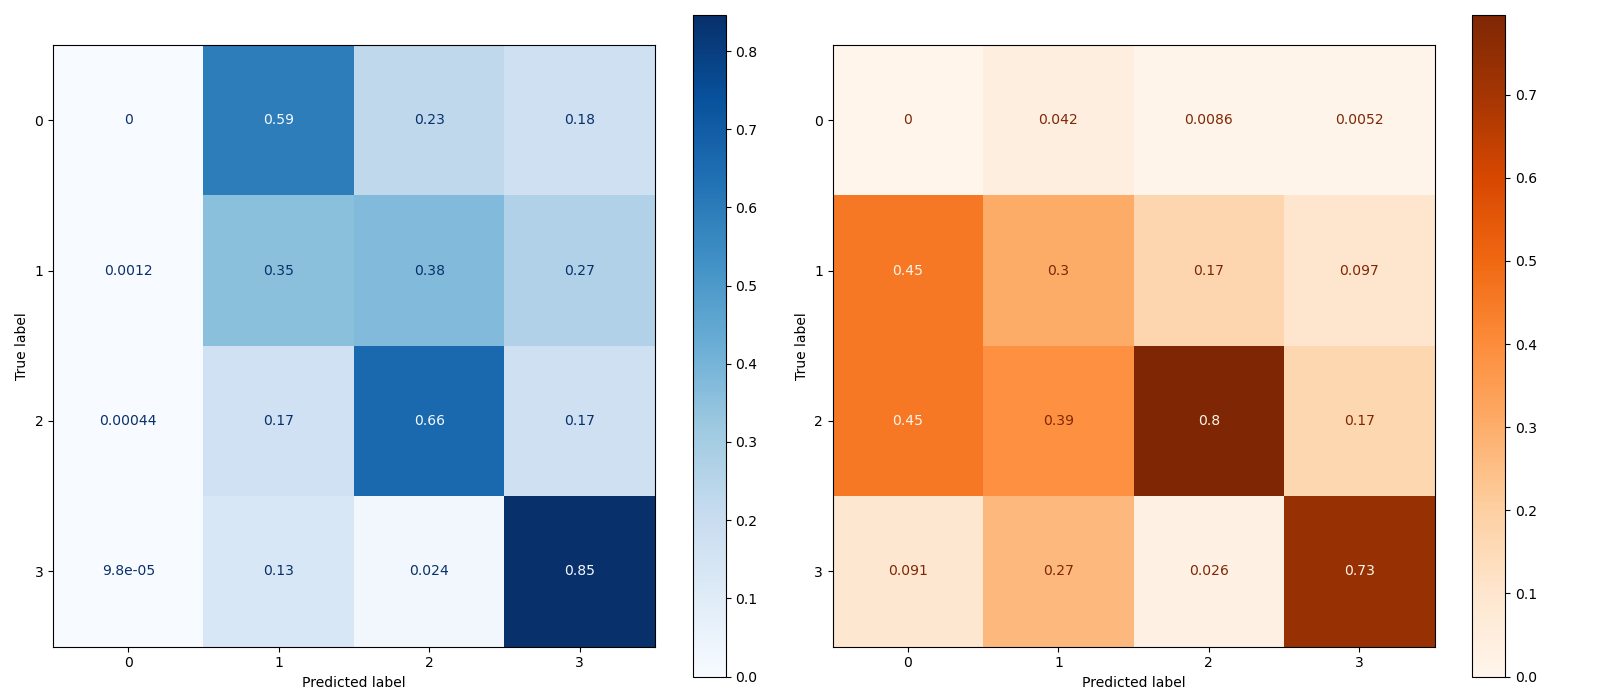 0 0.59 0.23 0.18
0.0012 0.35 0.38 0.27
0.00044 0.17 0.66 0.17
9.8e-05 0.13 0.024 0.85
0
1
2
3
True label
0 1 2 3
Predicted label
0.8
0.7
0.6
0.5
0.4
0.3
0.2
0.1
0.0
0 0.042 0.0086 0.0052
0.45 0.3 0.17 0.097
0.45 0.39 0.8 0.17
0.091 0.27 0.026 0.73
0
1
2
3
True label
0 1 2 3
Predicted label
0.7
0.6
0.5
0.4
0.3
0.2
0.1
0.0